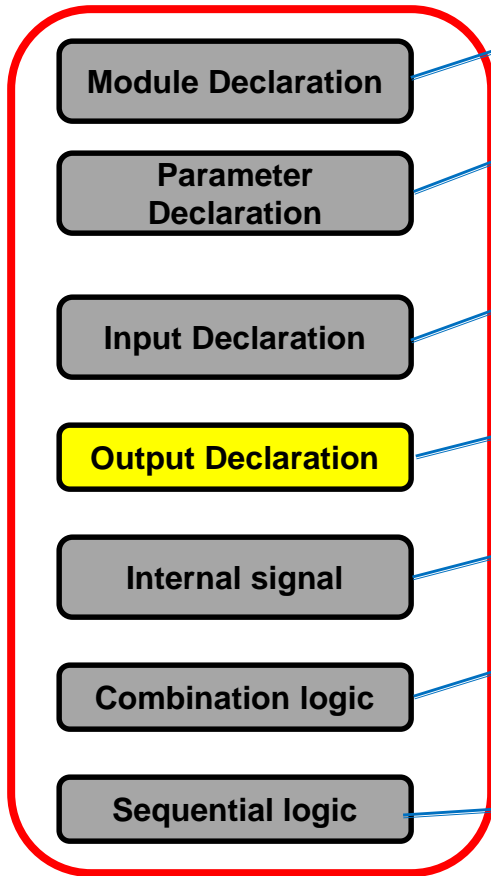 Module Declaration
Parameter
Declaration
Input Declaration
Output Declaration
Internal signal
Combination logic
Sequential logic